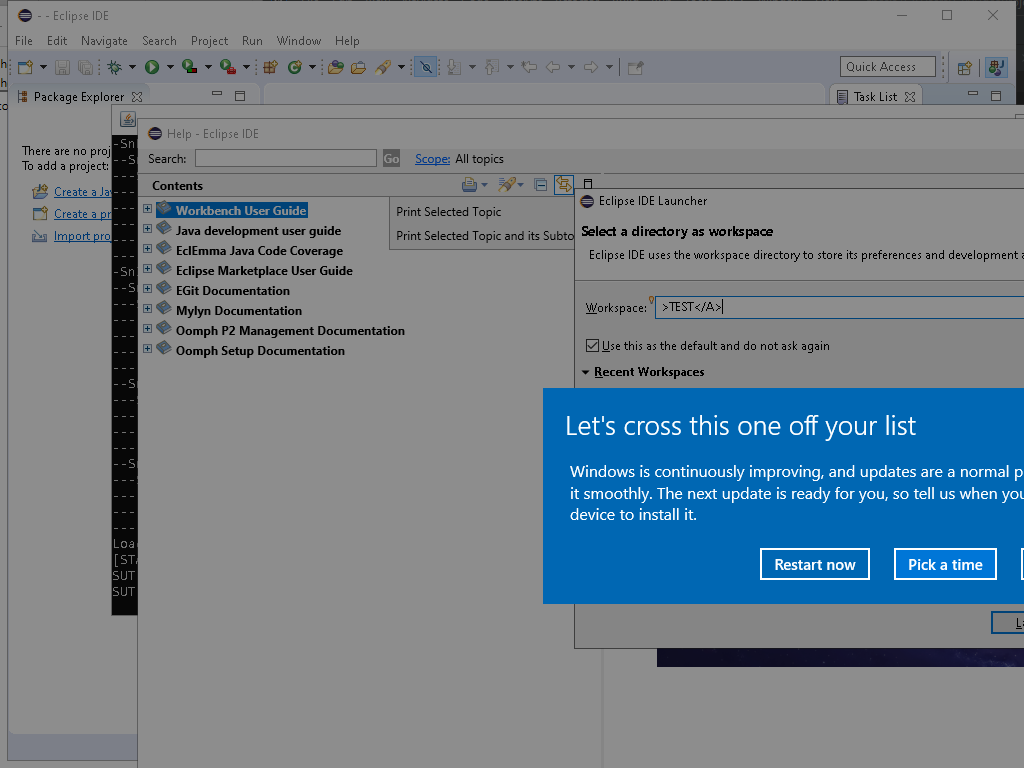 - - Eclipse IDE
File Edit Navigate Search Project Run Window Help
Quick Access
Package Explorer
Task List
There are no proj
To add a project:
Create a Ja
Create a pr
Import pro
Help - Eclipse IDE
Search:
Go
Scope: All topics
Contents
Workbench User Guide
Java development user guide
EclEmma Java Code Coverage
Eclipse Marketplace User Guide
EGit Documentation
Mylyn Documentation
Oomph P2 Management Documentation
Oomph Setup Documentation
Print Selected Topic
Print Selected Topic and its Subto
Eclipse IDE Launcher
Select a directory as workspace
Eclipse IDE uses the workspace directory to store its preferences and development a
Workspace: >TEST</A>
Use this as the default and do not ask again
Recent Workspaces
Let's cross this one off your list
Windows is continuously improving, and updates are a normal p
it smoothly. The next update is ready for you, so tell us when you
device to install it.
Restart now
Pick a time
Loa
[STA
SUT
SUT